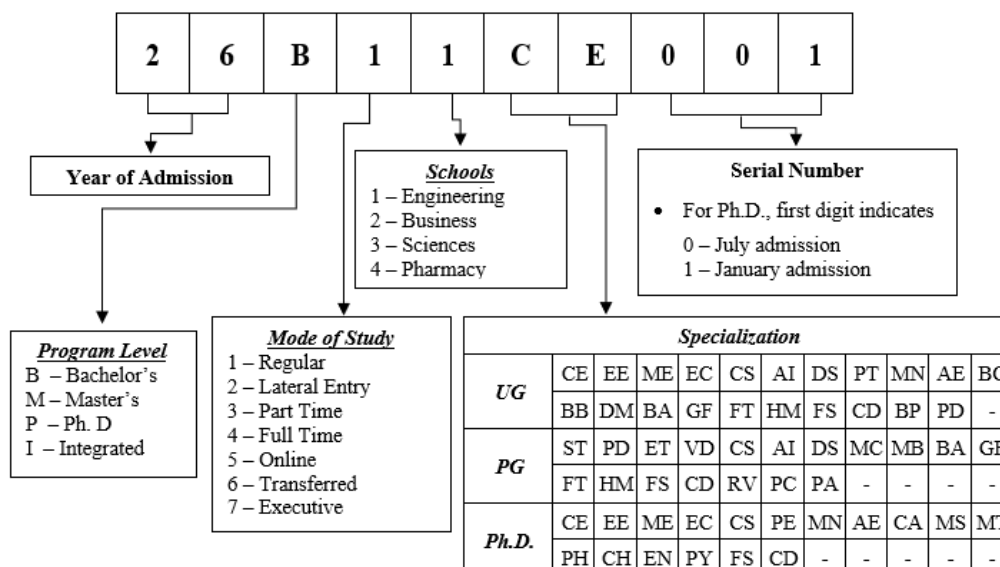 2 6 B 1 1 C E 0 0 1
Year of Admission
Schools
1 – Engineering
2 – Business
3 – Sciences
4 – Pharmacy
Serial Number
• For Ph.D., first digit indicates
0 – July admission
1 – January admission
Program Level
B – Bachelor's
M – Master's
P – Ph. D
I – Integrated
Mode of Study
1 – Regular
2 – Lateral Entry
3 – Part Time
4 – Full Time
5 – Online
6 – Transferred
7 – Executive
Specialization
UG
CE EE ME EC CS AI DS PT MN AE
BB DM BA GF FT HM FS CD BP PD -
PG
ST PD ET VD CS AI DS MC MB BA
FT HM FS CD RV PC PA - - - -
Ph.D.
CE EE ME EC CS PE MN AE CA MS
PH CH EN PY FS CD - - - - -